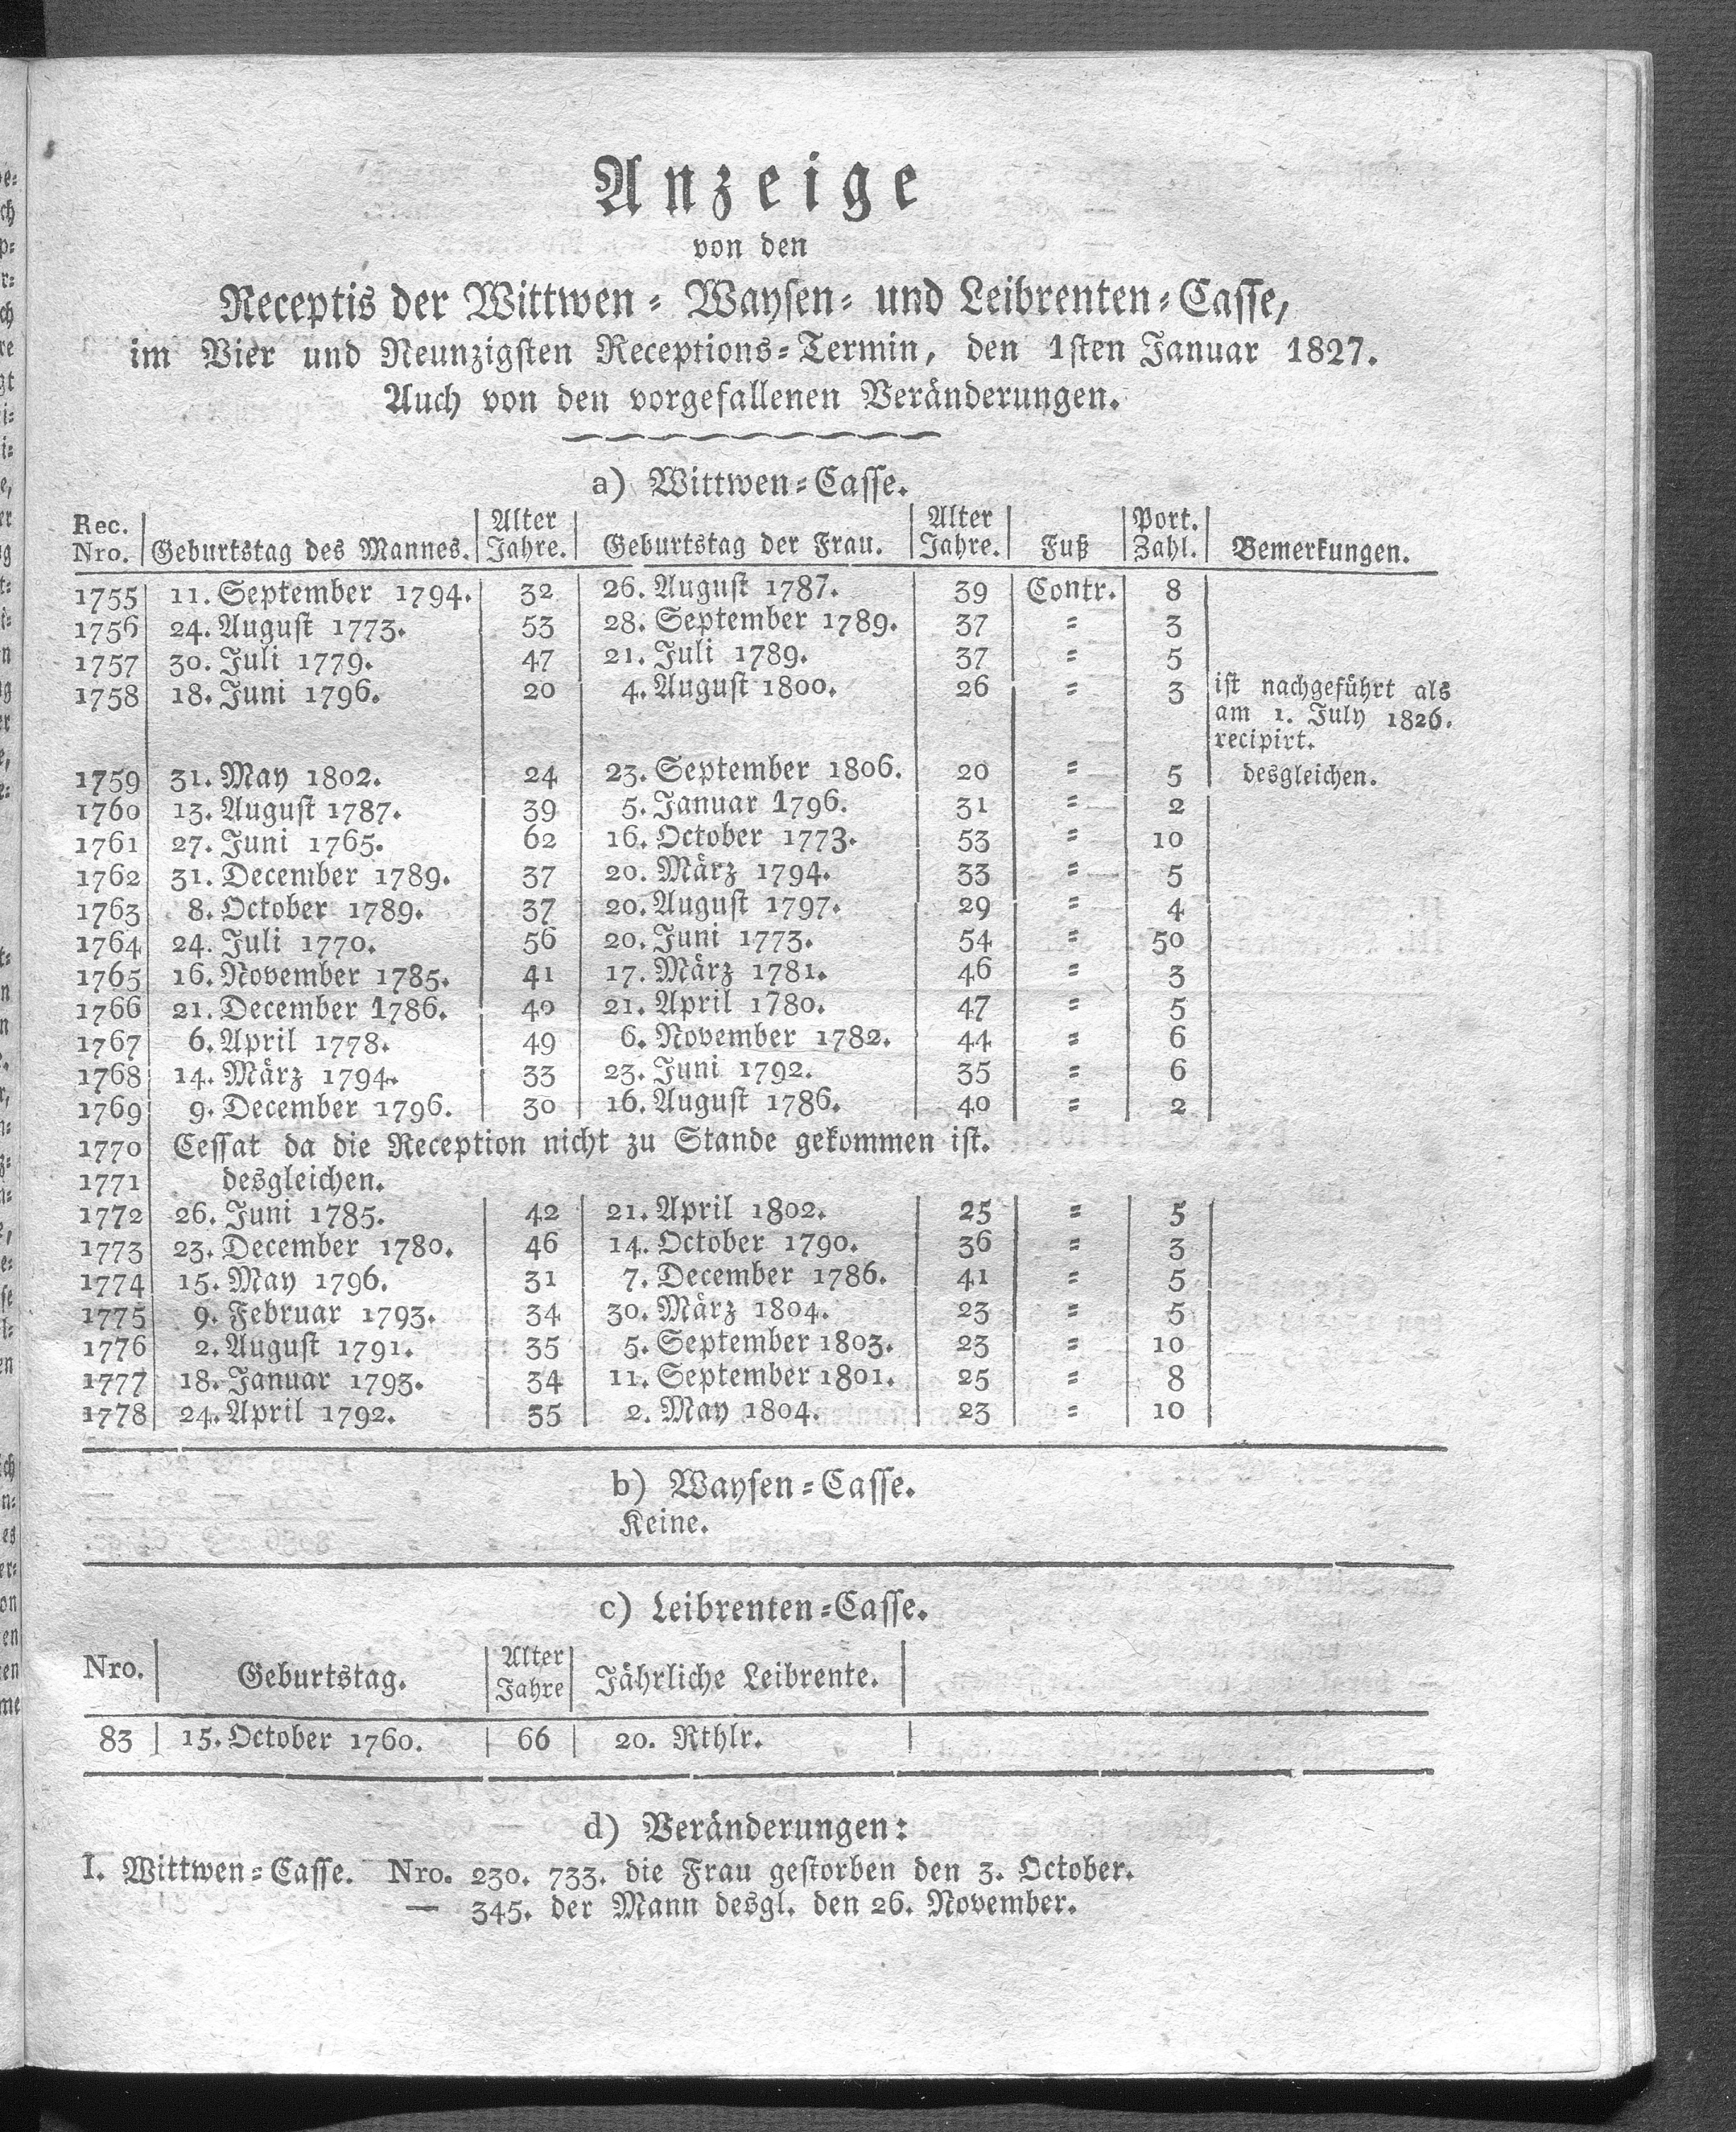 Anzeige
von den
Receptis der Wittwen- Waysen- und Leibrenten-Casse,
im Vier und Neunzigsten Receptions-Termin, den 1sten Januar 1827.
Auch von den vorgefallenen Veränderungen.
a) Wittwen-Casse.
Rec. Nro. | Geburtstag des Mannes. | Alter Jahre. | Geburtstag der Frau. | Alter Jahre. | Fuß | Port. Zahl. | Bemerkungen.
1755 | 11. September 1794. | 32 | 26. August 1787. | 39 | Contr. | 8
1756 | 24. August 1773. | 53 | 28. September 1789. | 37 | = | 3
1757 | 30. Juli 1779. | 47 | 21. Juli 1789. | 37 | = | 5
1758 | 18. Juni 1796. | 20 | 4. August 1800. | 26 | = | 3 | ist nachgeführt als
am 1. July 1826.
recipirt.
1759 | 31. May 1802. | 24 | 23. September 1806. | 20 | = | 5 | desgleichen.
1760 | 13. August 1787. | 39 | 5. Januar 1796. | 31 | = | 2
1761 | 27. Juni 1765. | 62 | 16. October 1773. | 53 | = | 10
1762 | 31. December 1789. | 37 | 20. März 1794. | 33 | = | 5
1763 | 8. October 1789. | 37 | 20. August 1797. | 29 | = | 4
1764 | 24. Juli 1770. | 56 | 20. Juni 1773. | 54 | = | 50
1765 | 16. November 1785. | 41 | 17. März 1781. | 46 | = | 3
1766 | 21. December 1786. | 40 | 21. April 1780. | 47 | = | 5
1767 | 6. April 1778. | 49 | 6. November 1782. | 44 | = | 6
1768 | 14. März 1794. | 33 | 23. Juni 1792. | 35 | = | 6
1769 | 9. December 1796. | 30 | 16. August 1786. | 40 | = | 2
1770 | Cessat da die Reception nicht zu Stande gekommen ist.
1771 | desgleichen.
1772 | 26. Juni 1785. | 42 | 21. April 1802. | 25 | = | 5
1773 | 23. December 1780. | 46 | 14. October 1790. | 36 | = | 3
1774 | 15. May 1796. | 31 | 7. December 1786. | 41 | = | 5
1775 | 9. Februar 1793. | 34 | 30. März 1804. | 23 | = | 5
1776 | 2. August 1791. | 35 | 5. September 1803. | 23 | = | 10
1777 | 18. Januar 1793. | 34 | 11. September 1801. | 25 | = | 8
1778 | 24. April 1792. | 35 | 2. May 1804. | 23 | = | 10
b) Waysen-Casse.
Keine.
c) Leibrenten-Casse.
Nro. | Geburtstag. | Alter Jahre | Jährliche Leibrente.
83 | 15. October 1760. | 66 | 20. Rthlr.
d) Veränderungen:
I. Wittwen-Casse. Nro. 230. 733. die Frau gestorben den 3. October.
— 345. der Mann desgl. den 26. November.